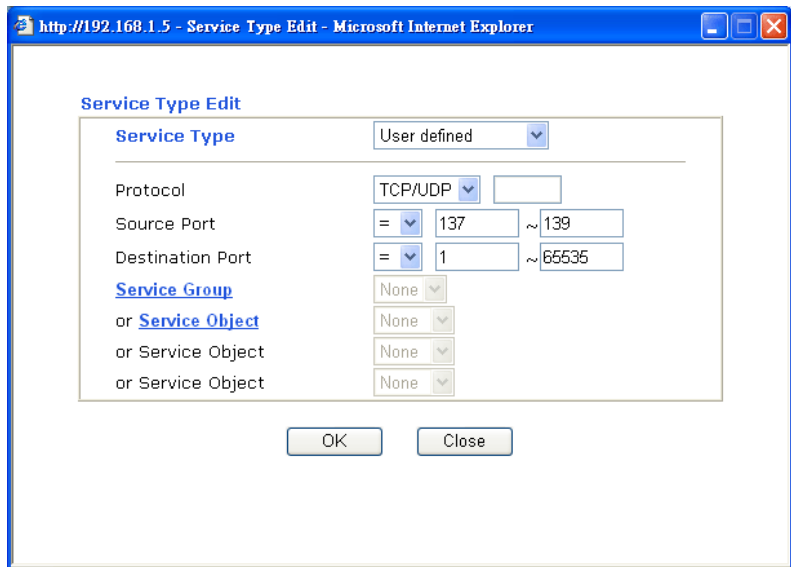 http://192.168.1.5 - Service Type Edit - Microsoft Internet Explorer
Service Type Edit
Service Type User defined
Protocol TCP/UDP
Source Port = 137 ~ 139
Destination Port = 1 ~ 65535
Service Group None
or Service Object None
or Service Object None
or Service Object None
OK Close